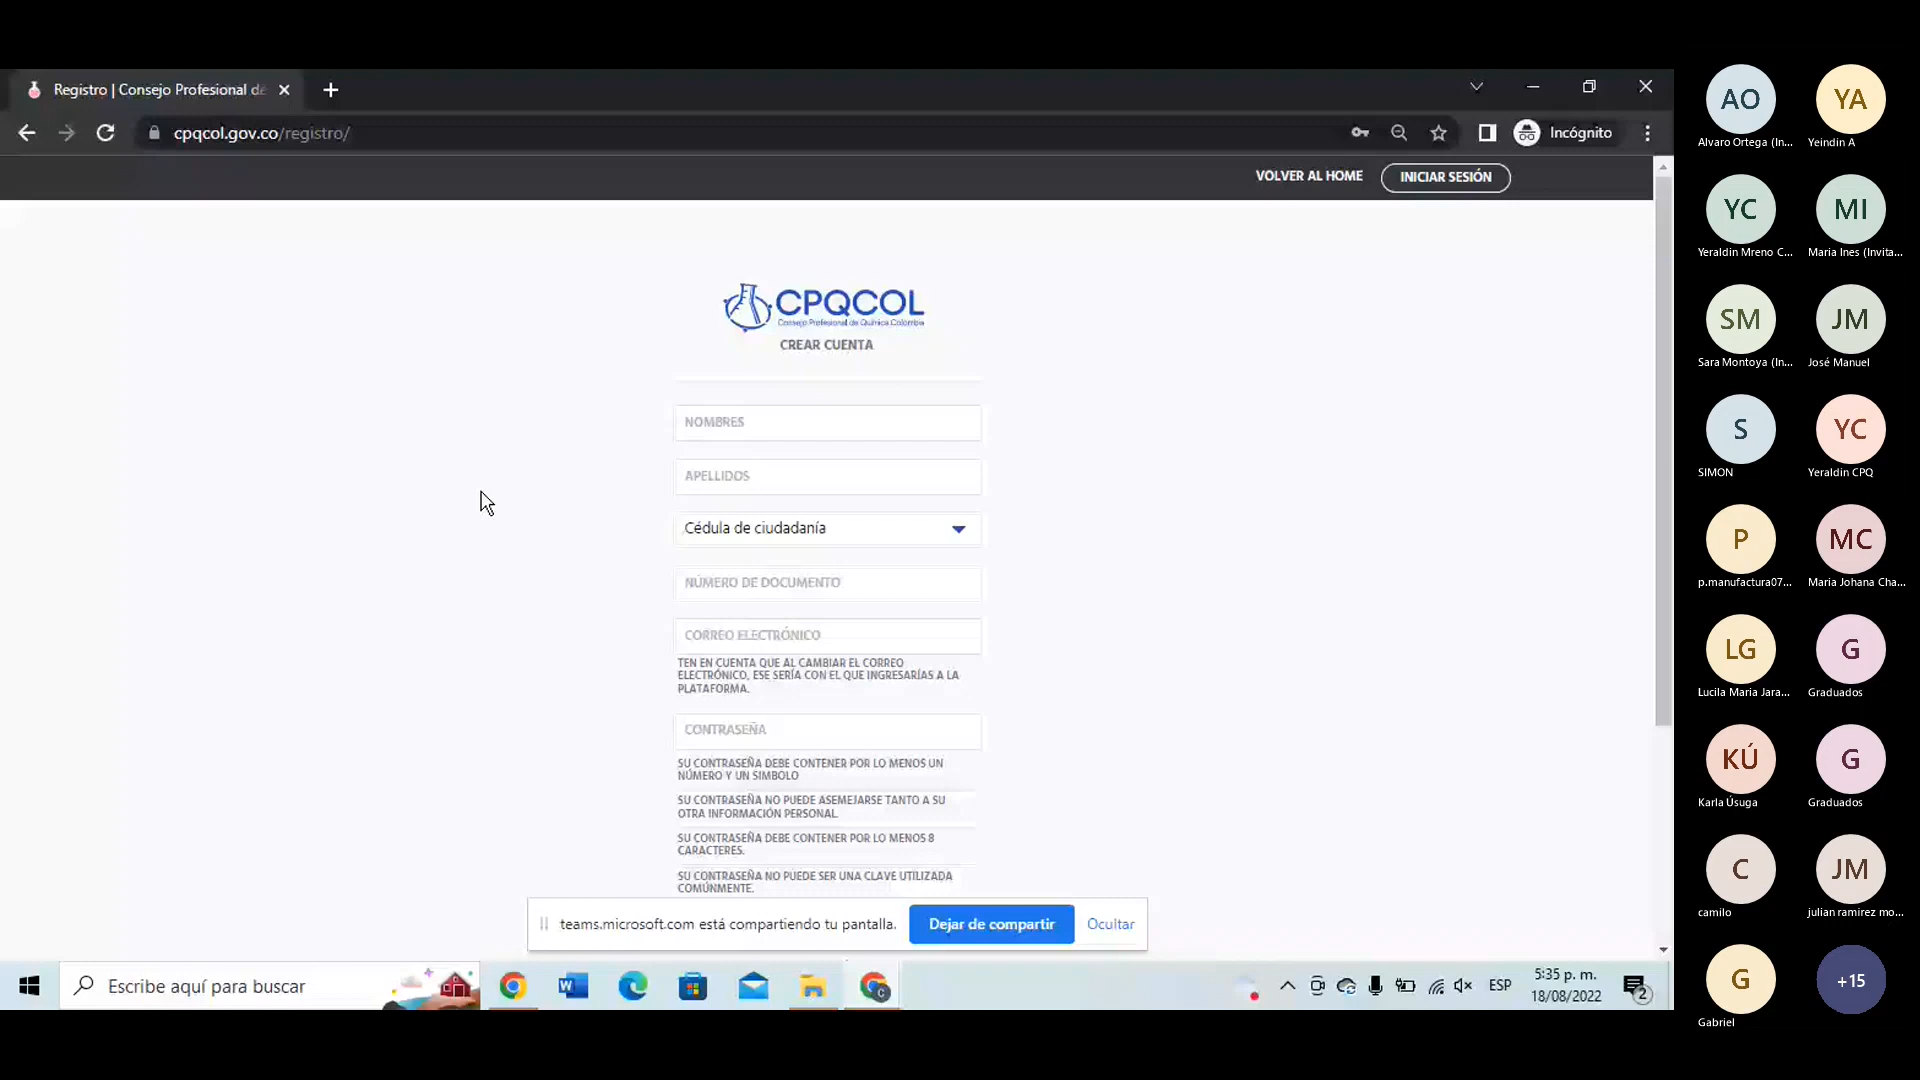 Registro | Consejo Profesional de
cpqcol.gov.co/registro/
Incógnito
VOLVER AL HOME
INICIAR SESIÓN
CPQCOL
Consejo Profesional de Química Colombia
CREAR CUENTA
NOMBRES
APELLIDOS
Cédula de ciudadanía
NÚMERO DE DOCUMENTO
CORREO ELECTRÓNICO
TEN EN CUENTA QUE AL CAMBIAR EL CORREO
ELECTRÓNICO, ESE SERÍA CON EL QUE INGRESARÍAS A LA
PLATAFORMA.
CONTRASEÑA
SU CONTRASEÑA DEBE CONTENER POR LO MENOS UN
NÚMERO Y UN SIMBOLO
SU CONTRASEÑA NO PUEDE ASEMEJARSE TANTO A SU
OTRA INFORMACIÓN PERSONAL.
SU CONTRASEÑA DEBE CONTENER POR LO MENOS 8
CARACTERES.
SU CONTRASEÑA NO PUEDE SER UNA CLAVE UTILIZADA
COMÚNMENTE.
teams.microsoft.com está compartiendo tu pantalla.
Dejar de compartir
Ocultar
Escribe aquí para buscar
C
ESP
5:35 p. m.
18/08/2022
2
AO
YA
Alvaro Ortega (In...
Yeindin A
YC
MI
Yeraldin Mreno C...
Maria Ines (Invita...
SM
JM
Sara Montoya (In...
José Manuel
S
YC
SIMON
Yeraldin CPQ
P
MC
p.manufactura07...
Maria Johana Cha...
LG
G
Lucila Maria Jara...
Graduados
KÚ
G
Karla Úsuga
Graduados
C
JM
camilo
julian ramirez mo...
G
+15
Gabriel